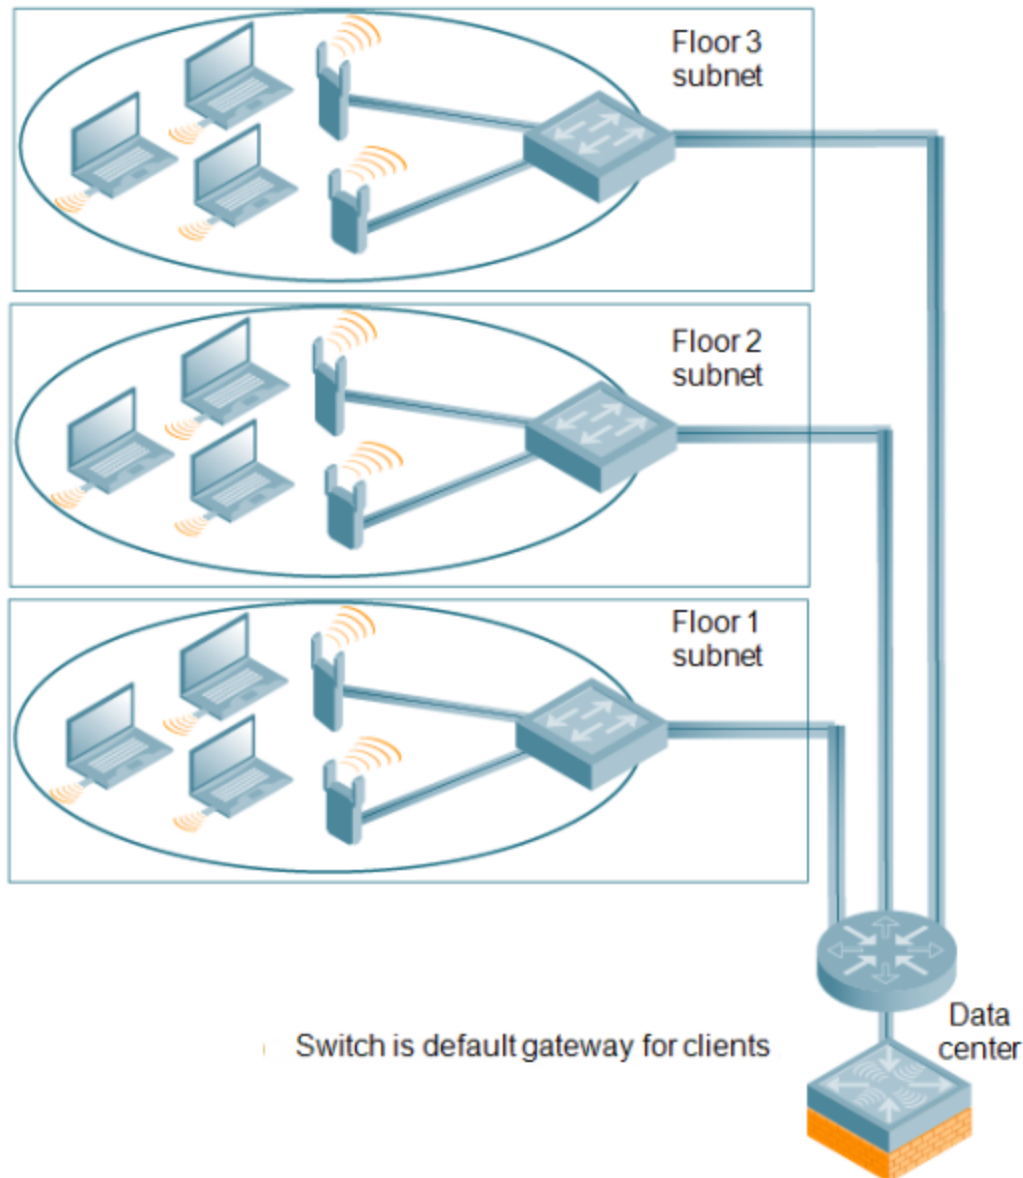 Floor 3
subnet
Floor 2
subnet
Floor 1
subnet
Data
center
Switch is default gateway for clients